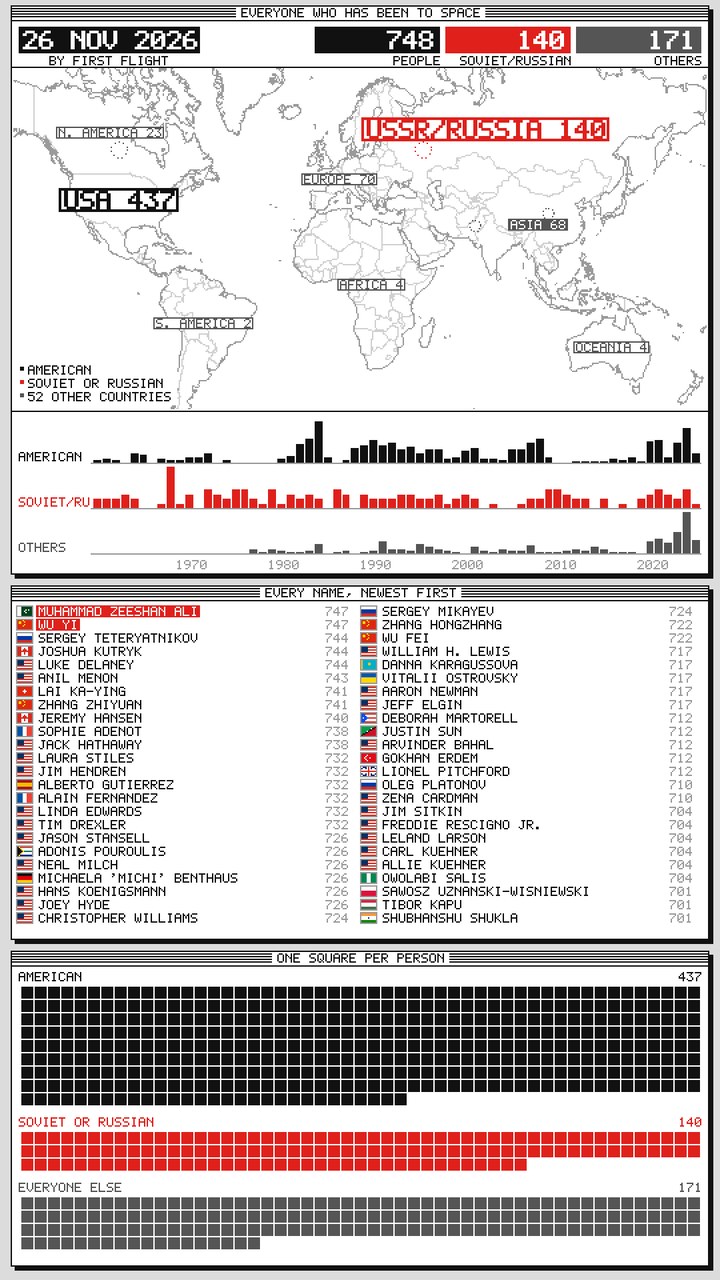 EVERYONE WHO HAS BEEN TO SPACE
26 NOV 2026
BY FIRST FLIGHT
748
PEOPLE
140
SOVIET/RUSSIAN
171
OTHERS
N. AMERICA 23
USSR/RUSSIA 140
EUROPE 70
USA 437
ASIA 68
AFRICA 4
S. AMERICA 2
OCEANIA 4
AMERICAN
SOVIET OR RUSSIAN
52 OTHER COUNTRIES
AMERICAN
SOVIET/RU
OTHERS
1970 1980 1990 2000 2010 2020
EVERY NAME, NEWEST FIRST
MUHAMMAD ZEESHAN ALI 747
WU YI 747
SERGEY TETERYATNIKOV 744
JOSHUA KUTRYK 744
LUKE DELANEY 744
ANIL MENON 743
LAI KA-YING 741
ZHANG ZHIYUAN 741
JEREMY HANSEN 740
SOPHIE ADENOT 738
JACK HATHAWAY 738
LAURA STILES 732
JIM HENDREN 732
ALBERTO GUTIERREZ 732
ALAIN FERNANDEZ 732
LINDA EDWARDS 732
TIM DREXLER 732
JASON STANSELL 726
ADONIS POUROULIS 726
NEAL MILCH 726
MICHAELA 'MICHI' BENTHAUS 726
HANS KOENIGSMANN 726
JOEY HYDE 726
CHRISTOPHER WILLIAMS 724
SERGEY MIKAYEV 724
ZHANG HONGZHANG 722
WU FEI 722
WILLIAM H. LEWIS 717
DANNA KARAGUSSOVA 717
VITALII OSTROVSKY 717
AARON NEWMAN 717
JEFF ELGIN 717
DEBORAH MARTORELL 712
JUSTIN SUN 712
ARVINDER BAHAL 712
GOKHAN ERDEM 712
LIONEL PITCHFORD 712
OLEG PLATONOV 710
ZENA CARDMAN 710
JIM SITKIN 704
FREDDIE RESCIGNO JR. 704
LELAND LARSON 704
CARL KUEHNER 704
ALLIE KUEHNER 704
OWOLABI SALIS 704
SAWOSZ UZNANSKI-WISNIEWSKI 701
TIBOR KAPU 701
SHUBHANSHU SHUKLA 701
ONE SQUARE PER PERSON
AMERICAN 437
SOVIET OR RUSSIAN 140
EVERYONE ELSE 171